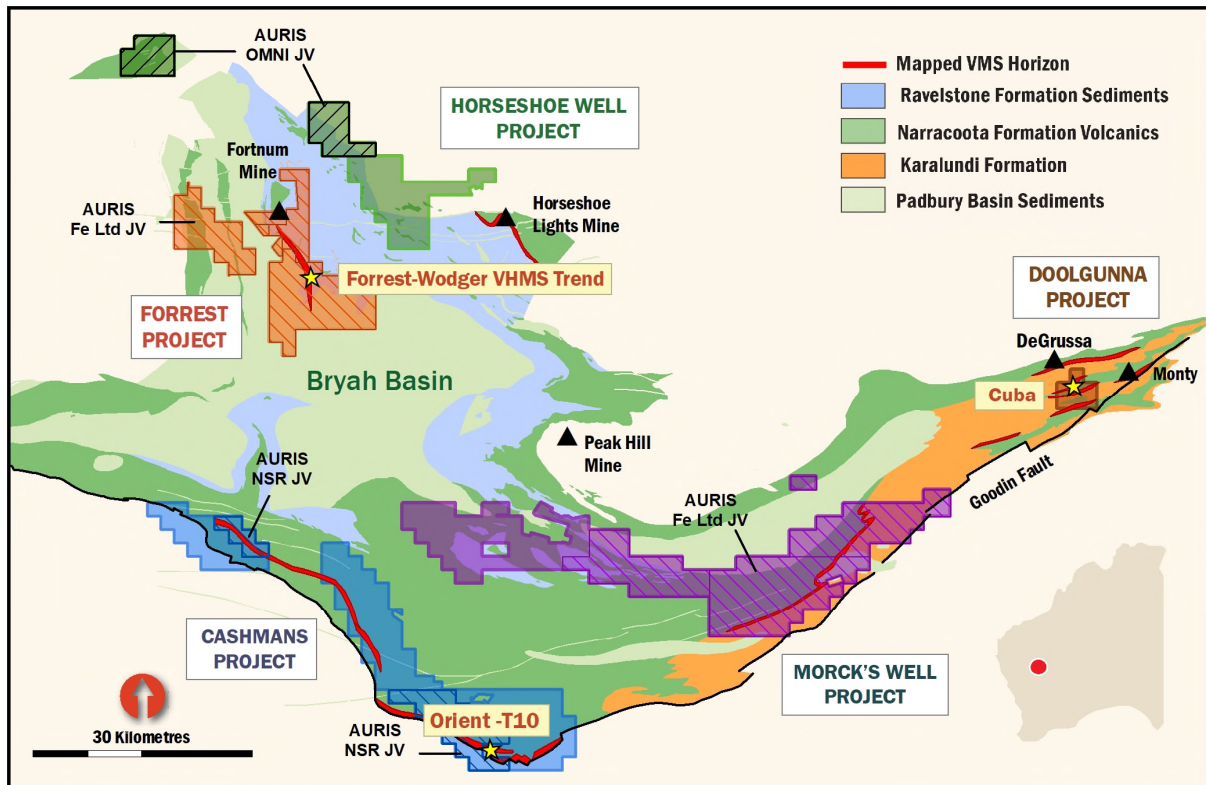 AURIS
OMNI JV
HORSESHOE WELL
PROJECT
Mapped VMS Horizon
Ravelstone Formation Sediments
Narracoota Formation Volcanics
Karalundi Formation
Padbury Basin Sediments
Fortnum
Mine
AURIS
Fe Ltd JV
Horseshoe
Lights Mine
Forrest-Wodger VHMS Trend
FORREST
PROJECT
DOOLGUNNA
PROJECT
DeGrussa
Monty
Cuba
Bryah Basin
Peak Hill
Mine
Goodin Fault
AURIS
NSR JV
AURIS
Fe Ltd JV
CASHMANS
PROJECT
MORCK'S WELL
PROJECT
Orient -T10
AURIS
NSR JV
30 Kilometres